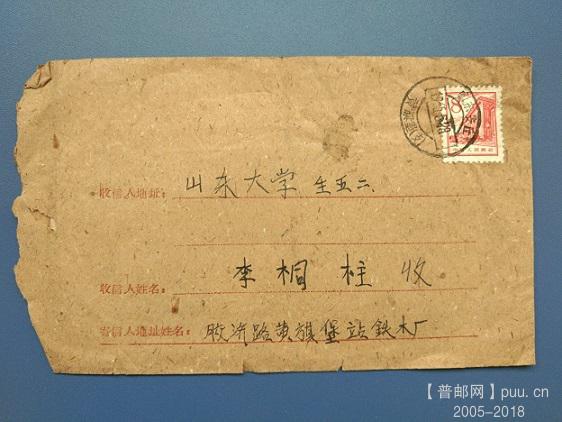 8
收信人地址: 山东大学 生五二
收信人姓名: 李桐柱 收
寄信人地址姓名: 胶济路黄旗堡站铁木厂
【普邮网】puu.cn
2005-2018